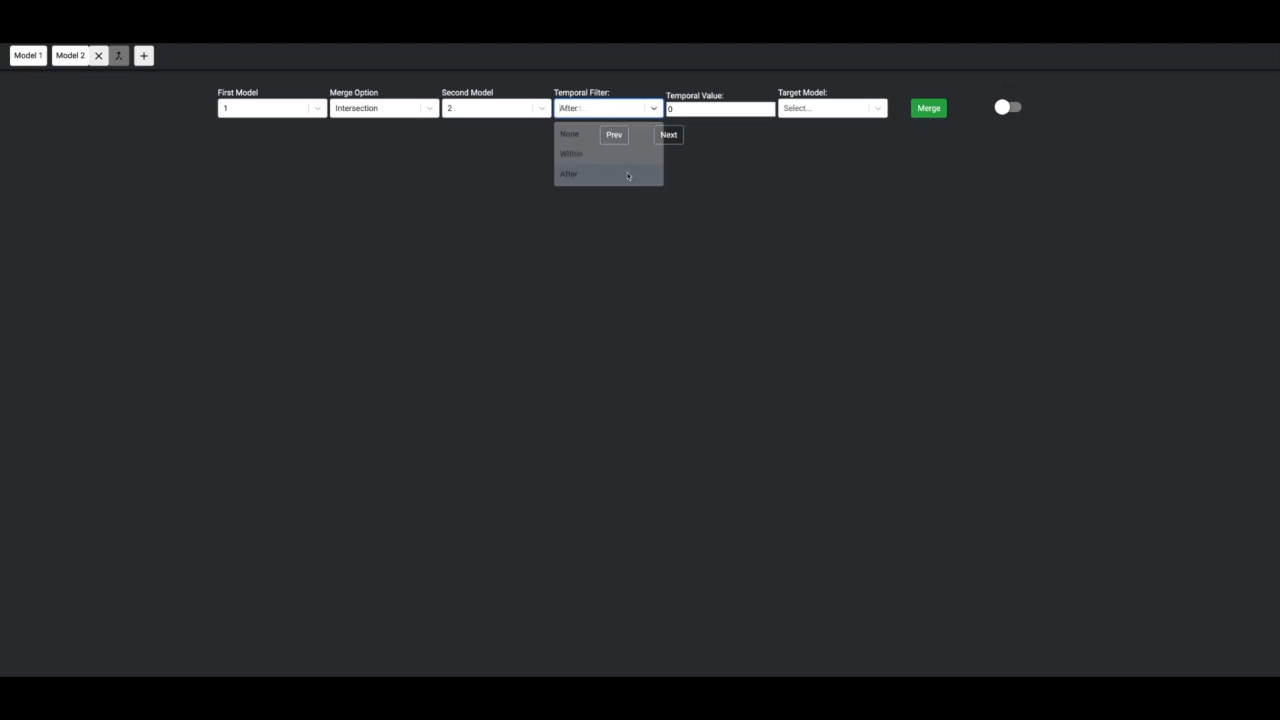 Model 1 Model 2
First Model Merge Option Second Model Temporal Filter: Temporal Value: Target Model:
1 Intersection 2 After 0 Select... Merge
None Prev Next
Within
After